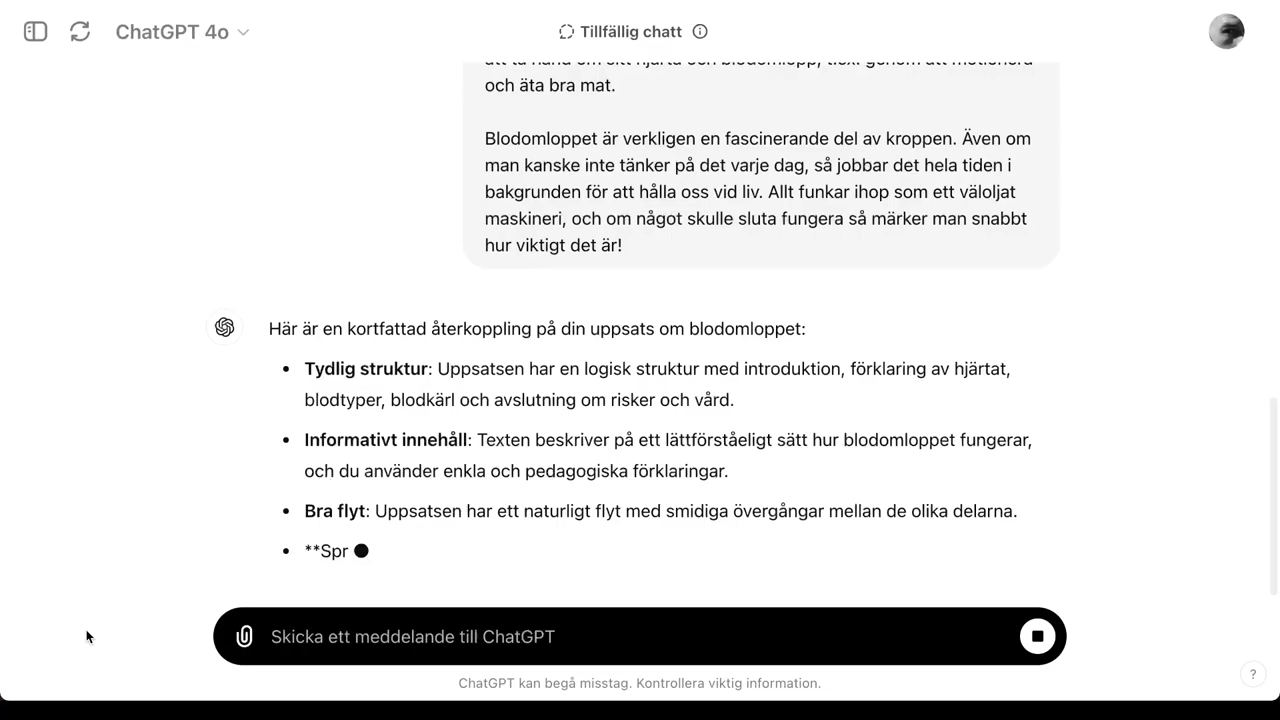 ChatGPT 4o
Tillfällig chatt
och äta bra mat.
Blodomloppet är verkligen en fascinerande del av kroppen. Även om
man kanske inte tänker på det varje dag, så jobbar det hela tiden i
bakgrunden för att hålla oss vid liv. Allt funkar ihop som ett väloljat
maskineri, och om något skulle sluta fungera så märker man snabbt
hur viktigt det är!
Här är en kortfattad återkoppling på din uppsats om blodomloppet:
• Tydlig struktur: Uppsatsen har en logisk struktur med introduktion, förklaring av hjärtat,
blodtyper, blodkärl och avslutning om risker och vård.
• Informativt innehåll: Texten beskriver på ett lättförståeligt sätt hur blodomloppet fungerar,
och du använder enkla och pedagogiska förklaringar.
• Bra flyt: Uppsatsen har ett naturligt flyt med smidiga övergångar mellan de olika delarna.
• **Spr
Skicka ett meddelande till ChatGPT
ChatGPT kan begå misstag. Kontrollera viktig information.
?